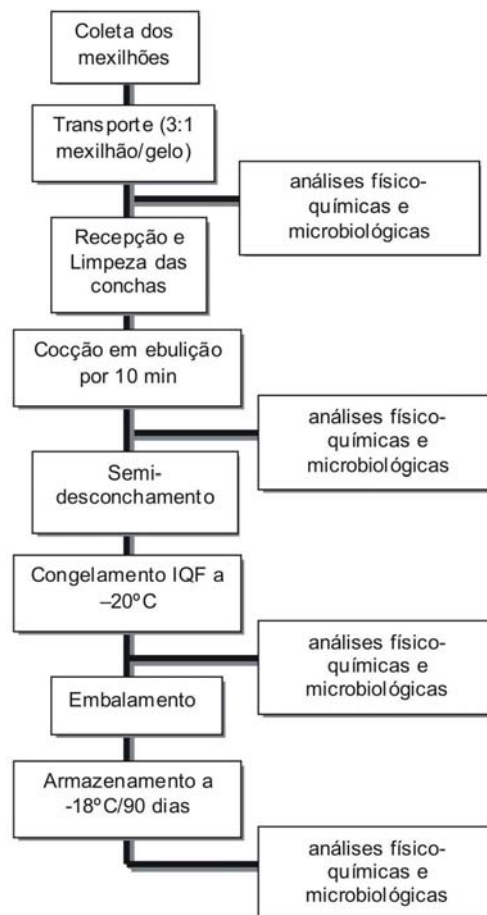 Coleta dos
mexilhões
Transporte (3:1
mexilhão/gelo)
análises físico-
químicas e
microbiológicas
Recepção e
Limpeza das
conchas
Cocção em ebulição
por 10 min
análises físico-
químicas e
microbiológicas
Semi-
desconchamento
Congelamento IQF a
–20ºC
análises físico-
químicas e
microbiológicas
Embalamento
Armazenamento a
-18ºC/90 dias
análises físico-
químicas e
microbiológicas